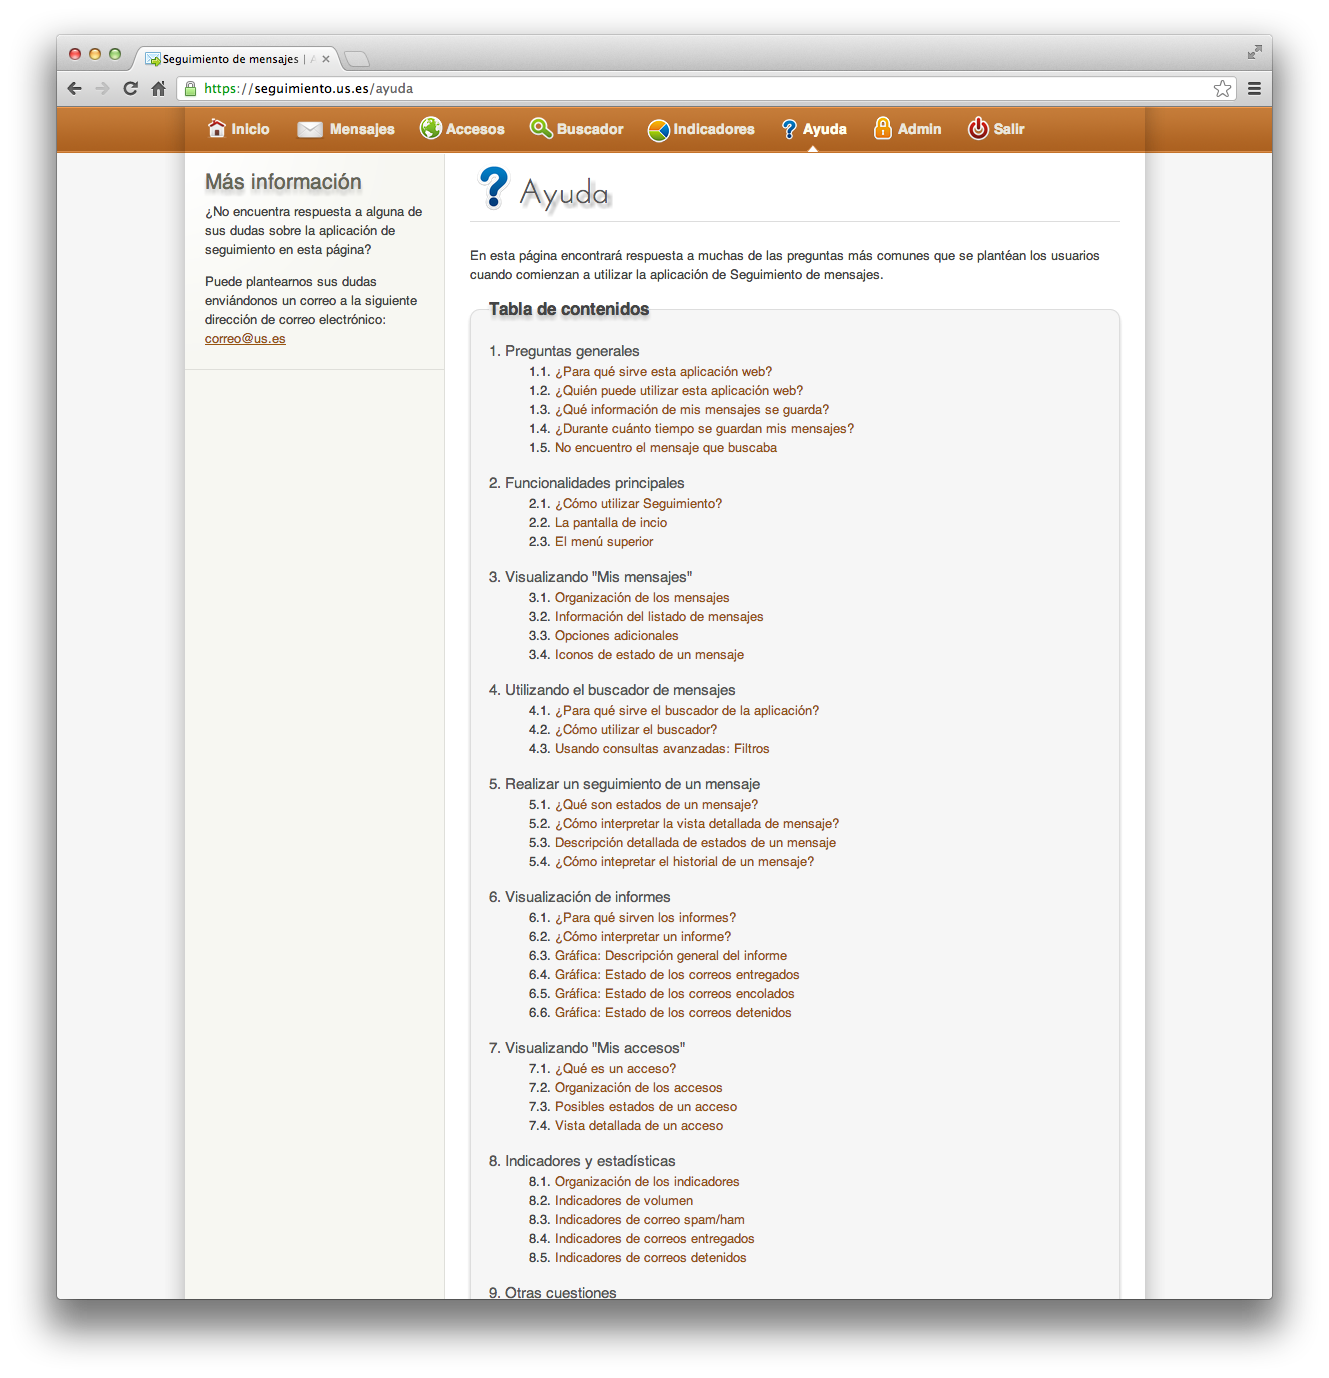 Seguimiento de mensajes | A
https://seguimiento.us.es/ayuda
Inicio Mensajes Accesos Buscador Indicadores Ayuda Admin Salir
Más información
¿No encuentra respuesta a alguna de
sus dudas sobre la aplicación de
seguimiento en esta página?
Puede plantearnos sus dudas
enviándonos un correo a la siguiente
dirección de correo electrónico:
correo@us.es
? Ayuda
En esta página encontrará respuesta a muchas de las preguntas más comunes que se plantéan los usuarios
cuando comienzan a utilizar la aplicación de Seguimiento de mensajes.
Tabla de contenidos
1. Preguntas generales
1.1. ¿Para qué sirve esta aplicación web?
1.2. ¿Quién puede utilizar esta aplicación web?
1.3. ¿Qué información de mis mensajes se guarda?
1.4. ¿Durante cuánto tiempo se guardan mis mensajes?
1.5. No encuentro el mensaje que buscaba
2. Funcionalidades principales
2.1. ¿Cómo utilizar Seguimiento?
2.2. La pantalla de incio
2.3. El menú superior
3. Visualizando "Mis mensajes"
3.1. Organización de los mensajes
3.2. Información del listado de mensajes
3.3. Opciones adicionales
3.4. Iconos de estado de un mensaje
4. Utilizando el buscador de mensajes
4.1. ¿Para qué sirve el buscador de la aplicación?
4.2. ¿Cómo utilizar el buscador?
4.3. Usando consultas avanzadas: Filtros
5. Realizar un seguimiento de un mensaje
5.1. ¿Qué son estados de un mensaje?
5.2. ¿Cómo interpretar la vista detallada de mensaje?
5.3. Descripción detallada de estados de un mensaje
5.4. ¿Cómo intepretar el historial de un mensaje?
6. Visualización de informes
6.1. ¿Para qué sirven los informes?
6.2. ¿Cómo interpretar un informe?
6.3. Gráfica: Descripción general del informe
6.4. Gráfica: Estado de los correos entregados
6.5. Gráfica: Estado de los correos encolados
6.6. Gráfica: Estado de los correos detenidos
7. Visualizando "Mis accesos"
7.1. ¿Qué es un acceso?
7.2. Organización de los accesos
7.3. Posibles estados de un acceso
7.4. Vista detallada de un acceso
8. Indicadores y estadísticas
8.1. Organización de los indicadores
8.2. Indicadores de volumen
8.3. Indicadores de correo spam/ham
8.4. Indicadores de correos entregados
8.5. Indicadores de correos detenidos
9. Otras cuestiones